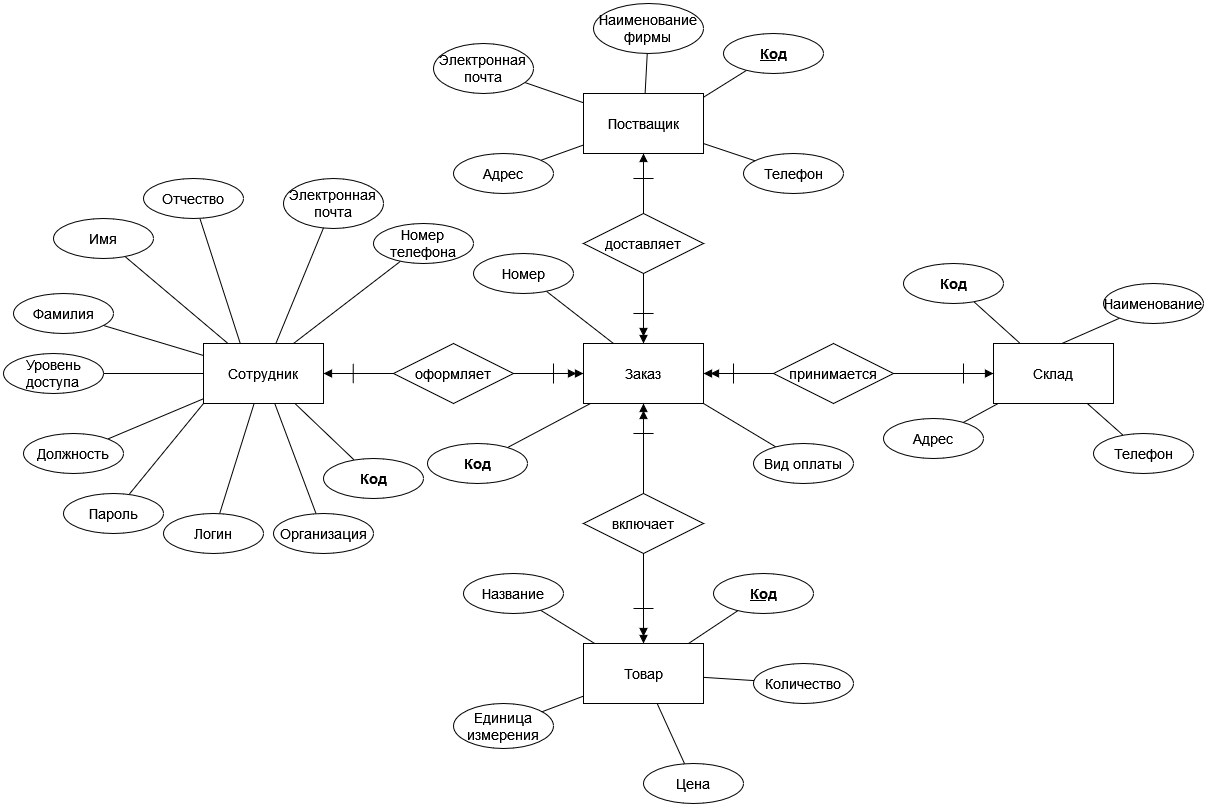 Наименование
фирмы
Код
Электронная
почта
Постващик
Адрес
Телефон
Отчество
Электронная
почта
Имя
Номер
телефона
доставляет
Номер
Код
Наименование
Фамилия
Уровень
доступа
Сотрудник
оформляет
Заказ
принимается
Склад
Должность
Код
Код
Вид оплаты
Адрес
Телефон
Пароль
Логин
Организация
включает
Название
Код
Товар
Количество
Единица
измерения
Цена